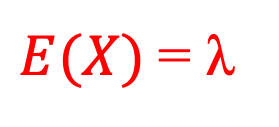 E(X) = λ